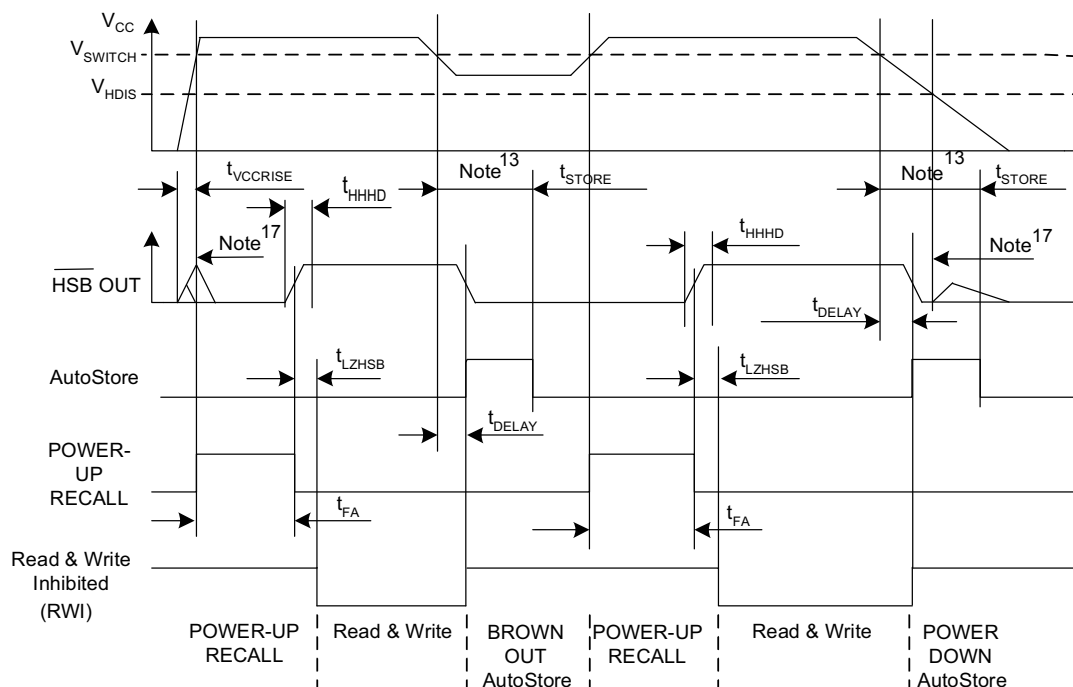 VCC
VSWITCH
VHDIS
tVCCRISE
Note13
tSTORE
Note13
tSTORE
tHHHD
Note17
tHHHD
Note17
HSB OUT
tDELAY
tLZHSB
tLZHSB
AutoStore
tDELAY
POWER-
UP
RECALL
tFA
tFA
Read & Write
Inhibited
(RWI)
POWER-UP
RECALL
Read & Write
BROWN
OUT
AutoStore
POWER-UP
RECALL
Read & Write
POWER
DOWN
AutoStore